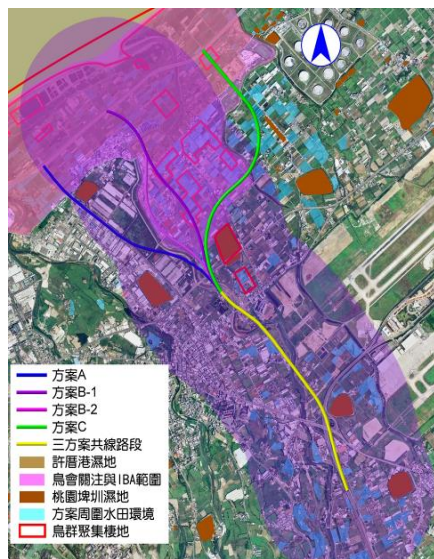 方案A
方案B-1
方案B-2
方案C
三方案共線路段
許厝港濕地
鳥會關注與IBA範圍
桃園埤圳濕地
方案周圍水田環境
鳥群聚集棲地